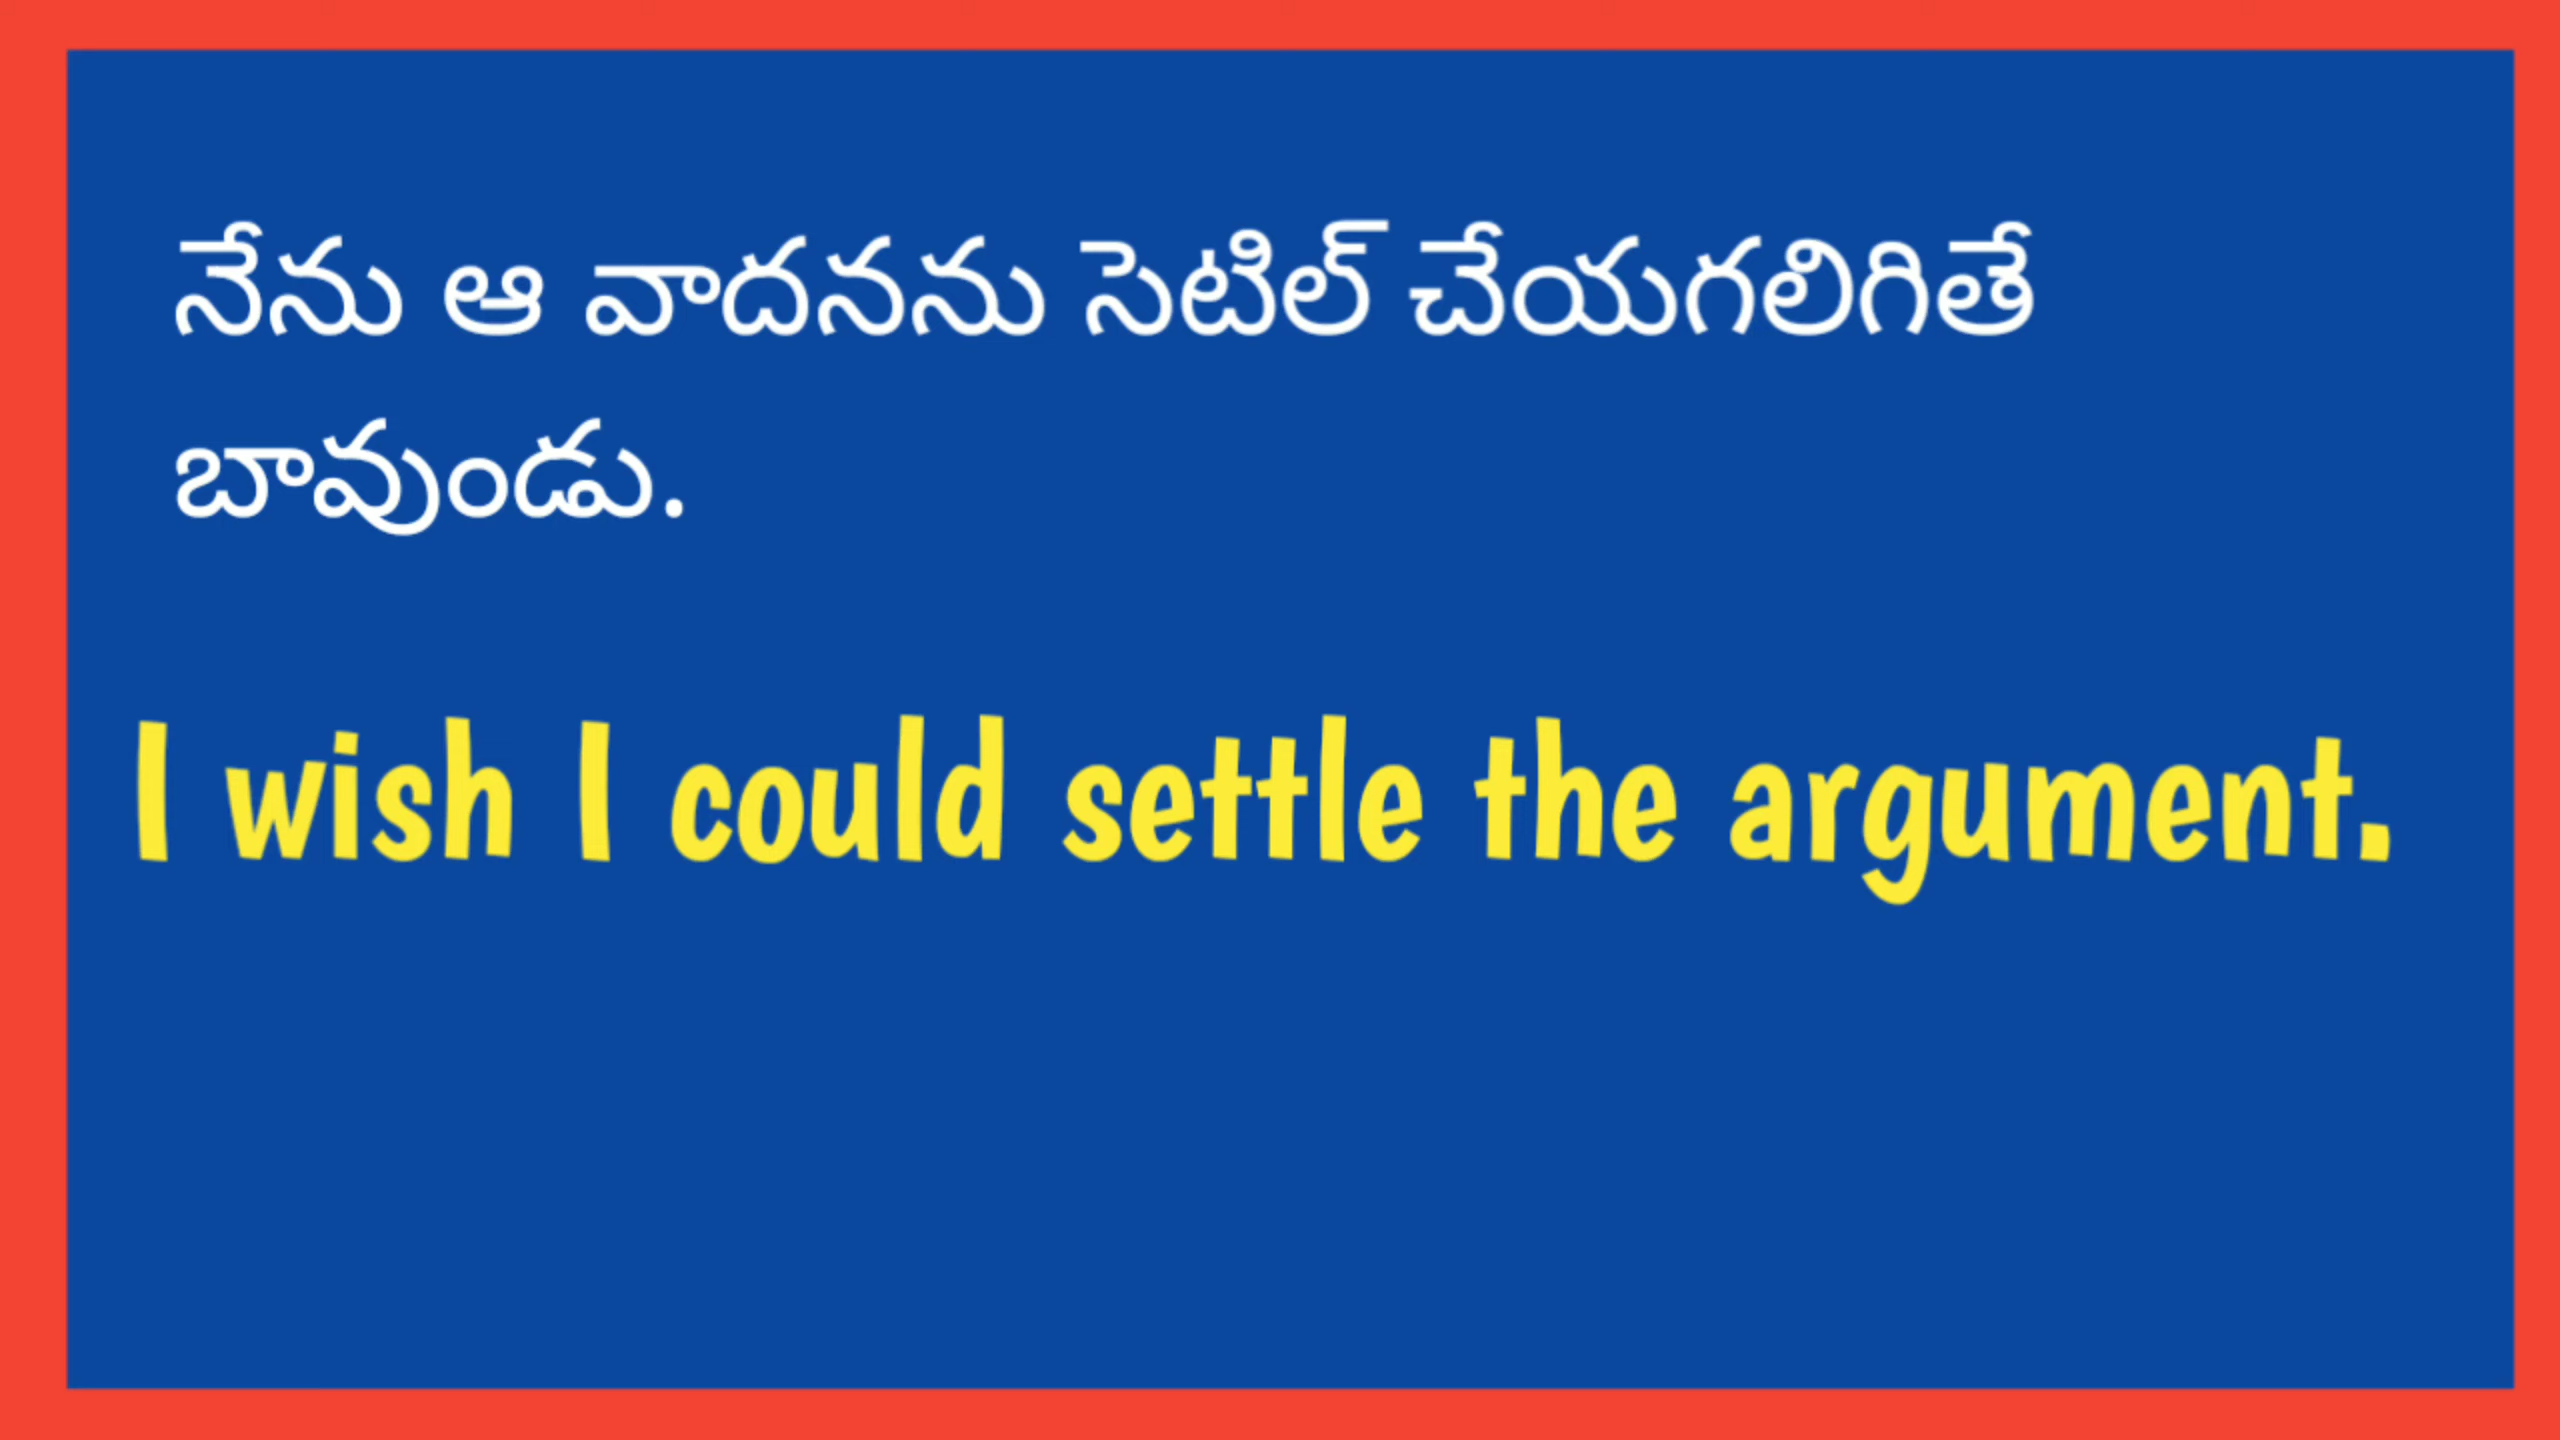 నేను ఆ వాదనను సెటిల్ చేయగలిగితే
బావుండు.
I wish I could settle the argument.